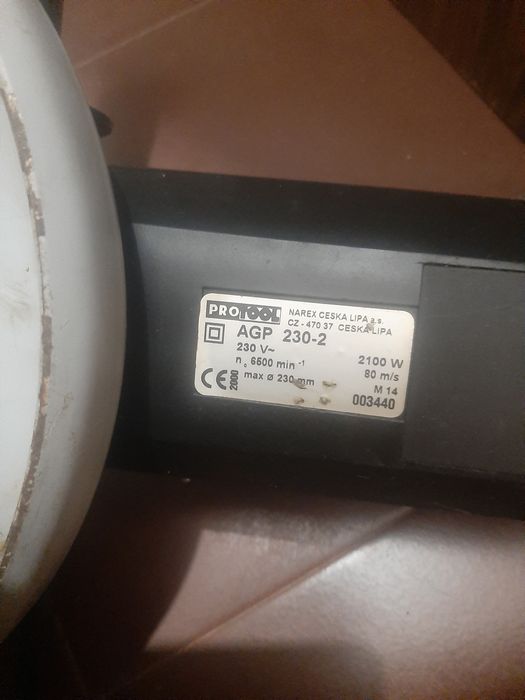 PROTOOL
NAREX CESKA LIPA a.s.
CZ - 470 37 CESKA LIPA
AGP 230-2
230 V~ 2100 W
n₀ 6500 min⁻¹ 80 m/s
CE 2000 max ø 230 mm M 14
003440